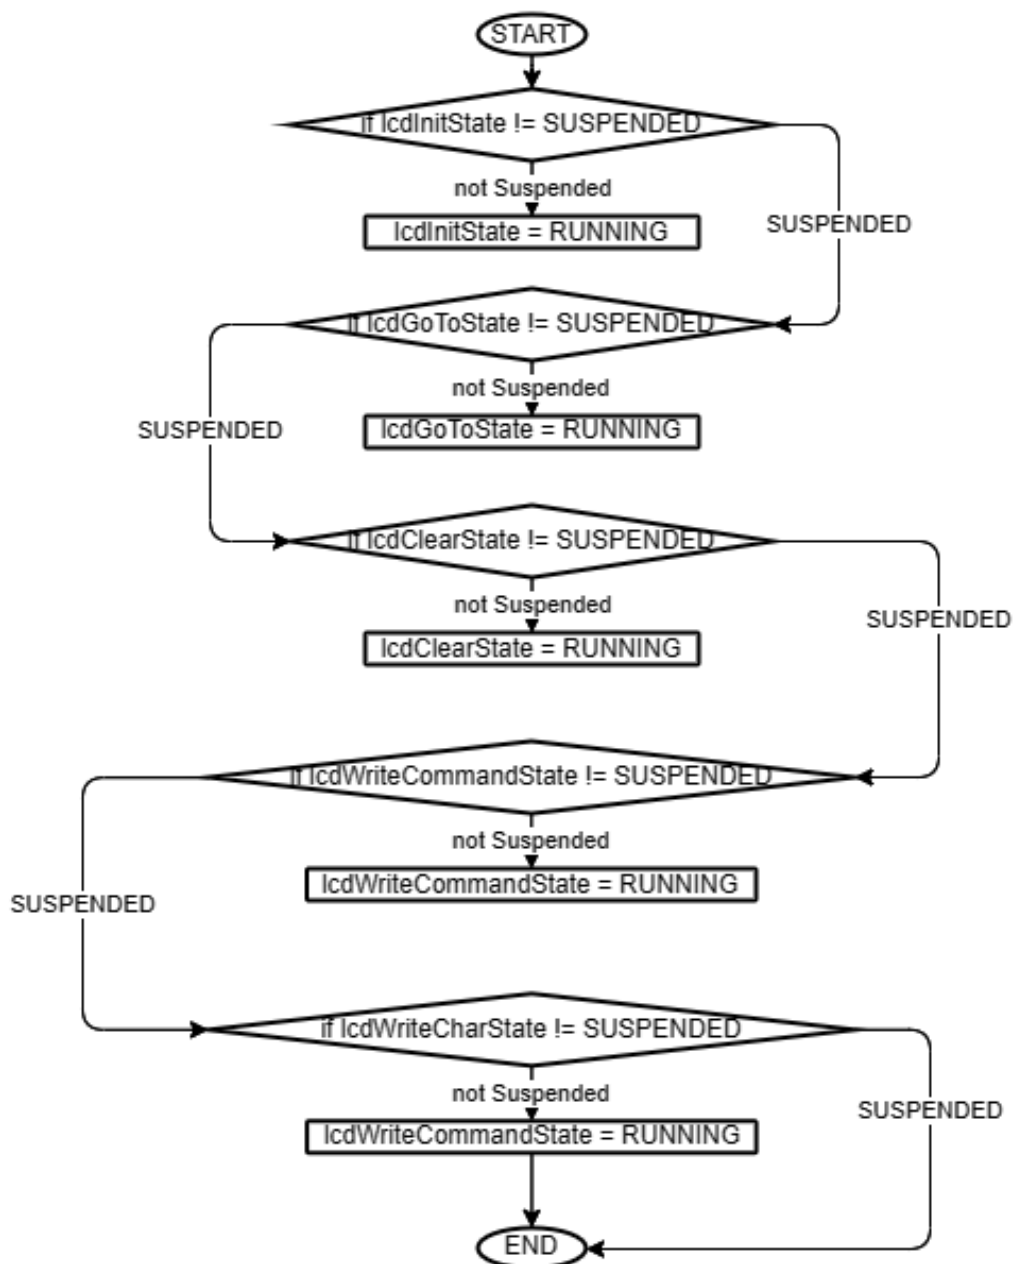 START
if lcdInitState != SUSPENDED
not Suspended
SUSPENDED
lcdInitState = RUNNING
if lcdGoToState != SUSPENDED
not Suspended
SUSPENDED
lcdGoToState = RUNNING
if lcdClearState != SUSPENDED
not Suspended
SUSPENDED
lcdClearState = RUNNING
if lcdWriteCommandState != SUSPENDED
not Suspended
lcdWriteCommandState = RUNNING
SUSPENDED
if lcdWriteCharState != SUSPENDED
not Suspended
SUSPENDED
lcdWriteCommandState = RUNNING
END